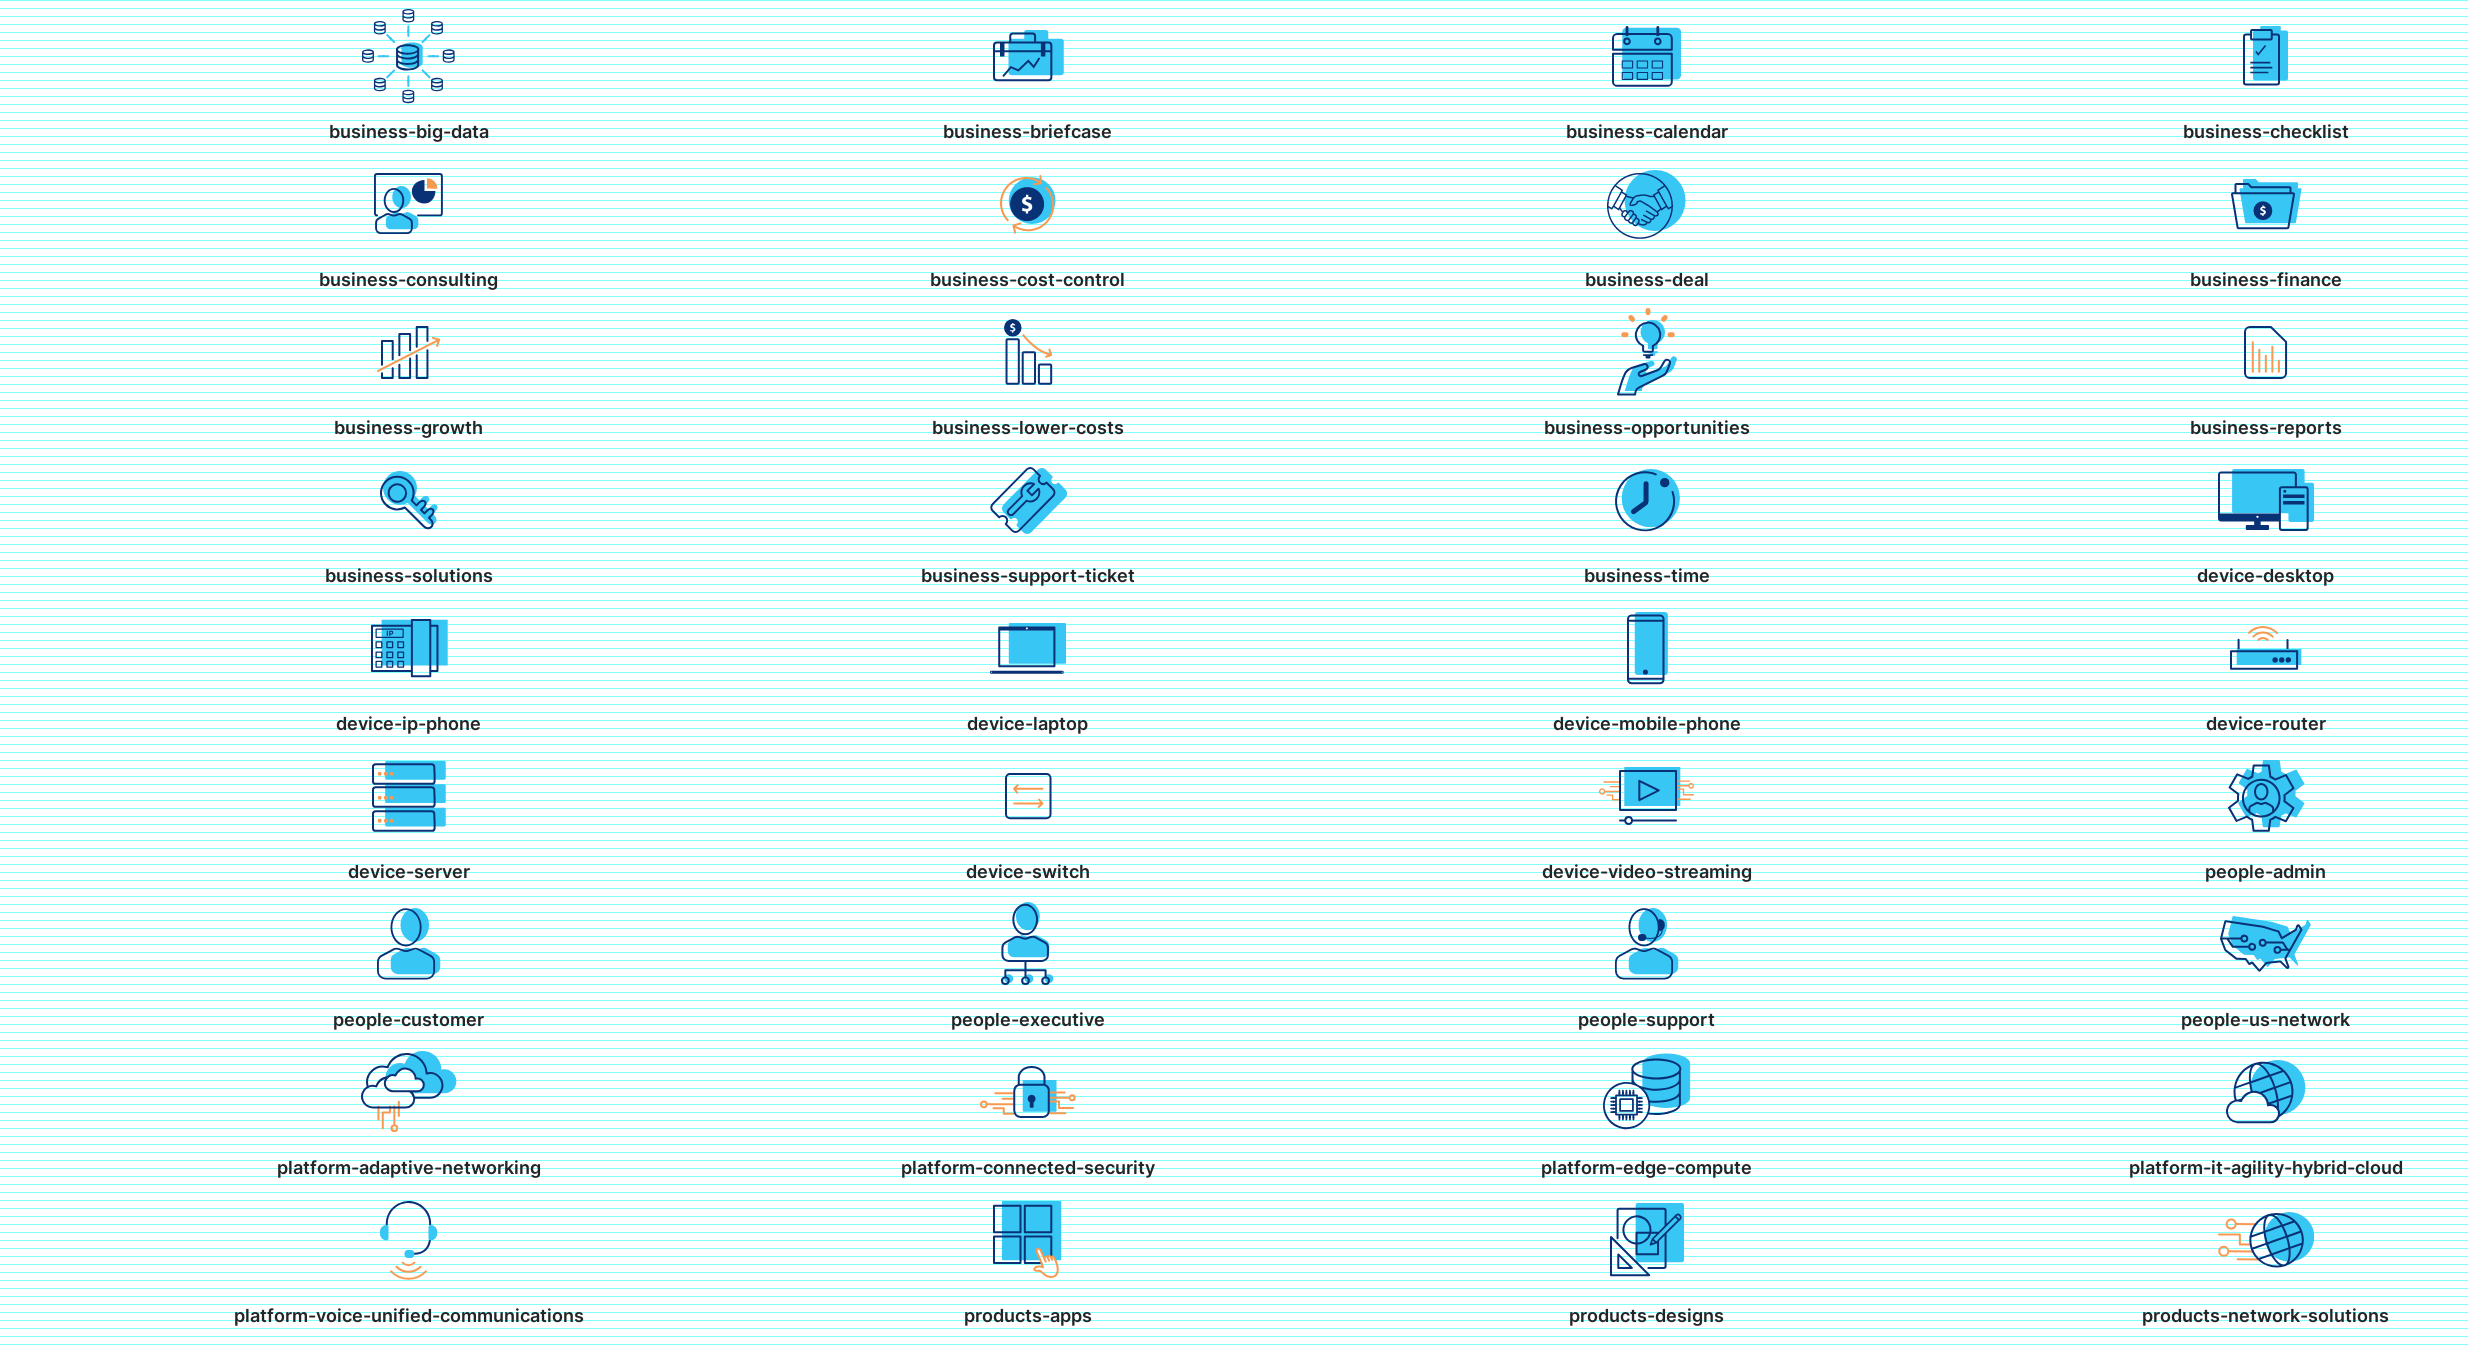 business-big-data
business-briefcase
business-calendar
business-checklist
business-consulting
$
business-cost-control
business-deal
$
business-finance
business-growth
$
business-lower-costs
business-opportunities
business-reports
business-solutions
business-support-ticket
business-time
device-desktop
IP
device-ip-phone
device-laptop
device-mobile-phone
device-router
device-server
device-switch
device-video-streaming
people-admin
people-customer
people-executive
people-support
people-us-network
platform-adaptive-networking
platform-connected-security
platform-edge-compute
platform-it-agility-hybrid-cloud
platform-voice-unified-communications
products-apps
products-designs
products-network-solutions